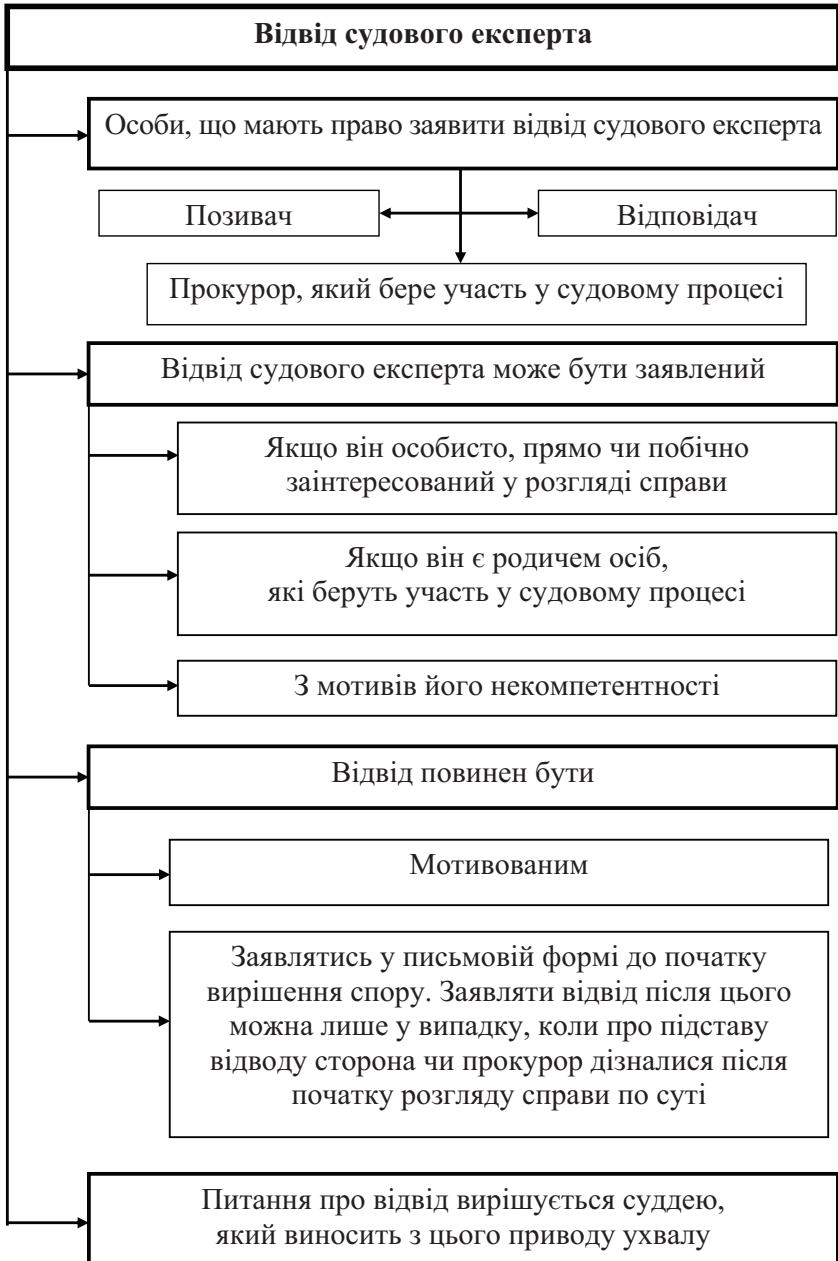 Відвід судового експерта
Особи, що мають право заявити відвід судового експерта
Позивач
Відповідач
Прокурор, який бере участь у судовому процесі
Відвід судового експерта може бути заявлений
Якщо він особисто, прямо чи побічно
заінтересований у розгляді справи
Якщо він є родичем осіб,
які беруть участь у судовому процесі
З мотивів його некомпетентності
Відвід повинен бути
Мотивованим
Заявлятись у письмовій формі до початку
вирішення спору. Заявляти відвід після цього
можна лише у випадку, коли про підставу
відводу сторона чи прокурор дізналися після
початку розгляду справи по суті
Питання про відвід вирішується суддею,
який виносить з цього приводу ухвалу